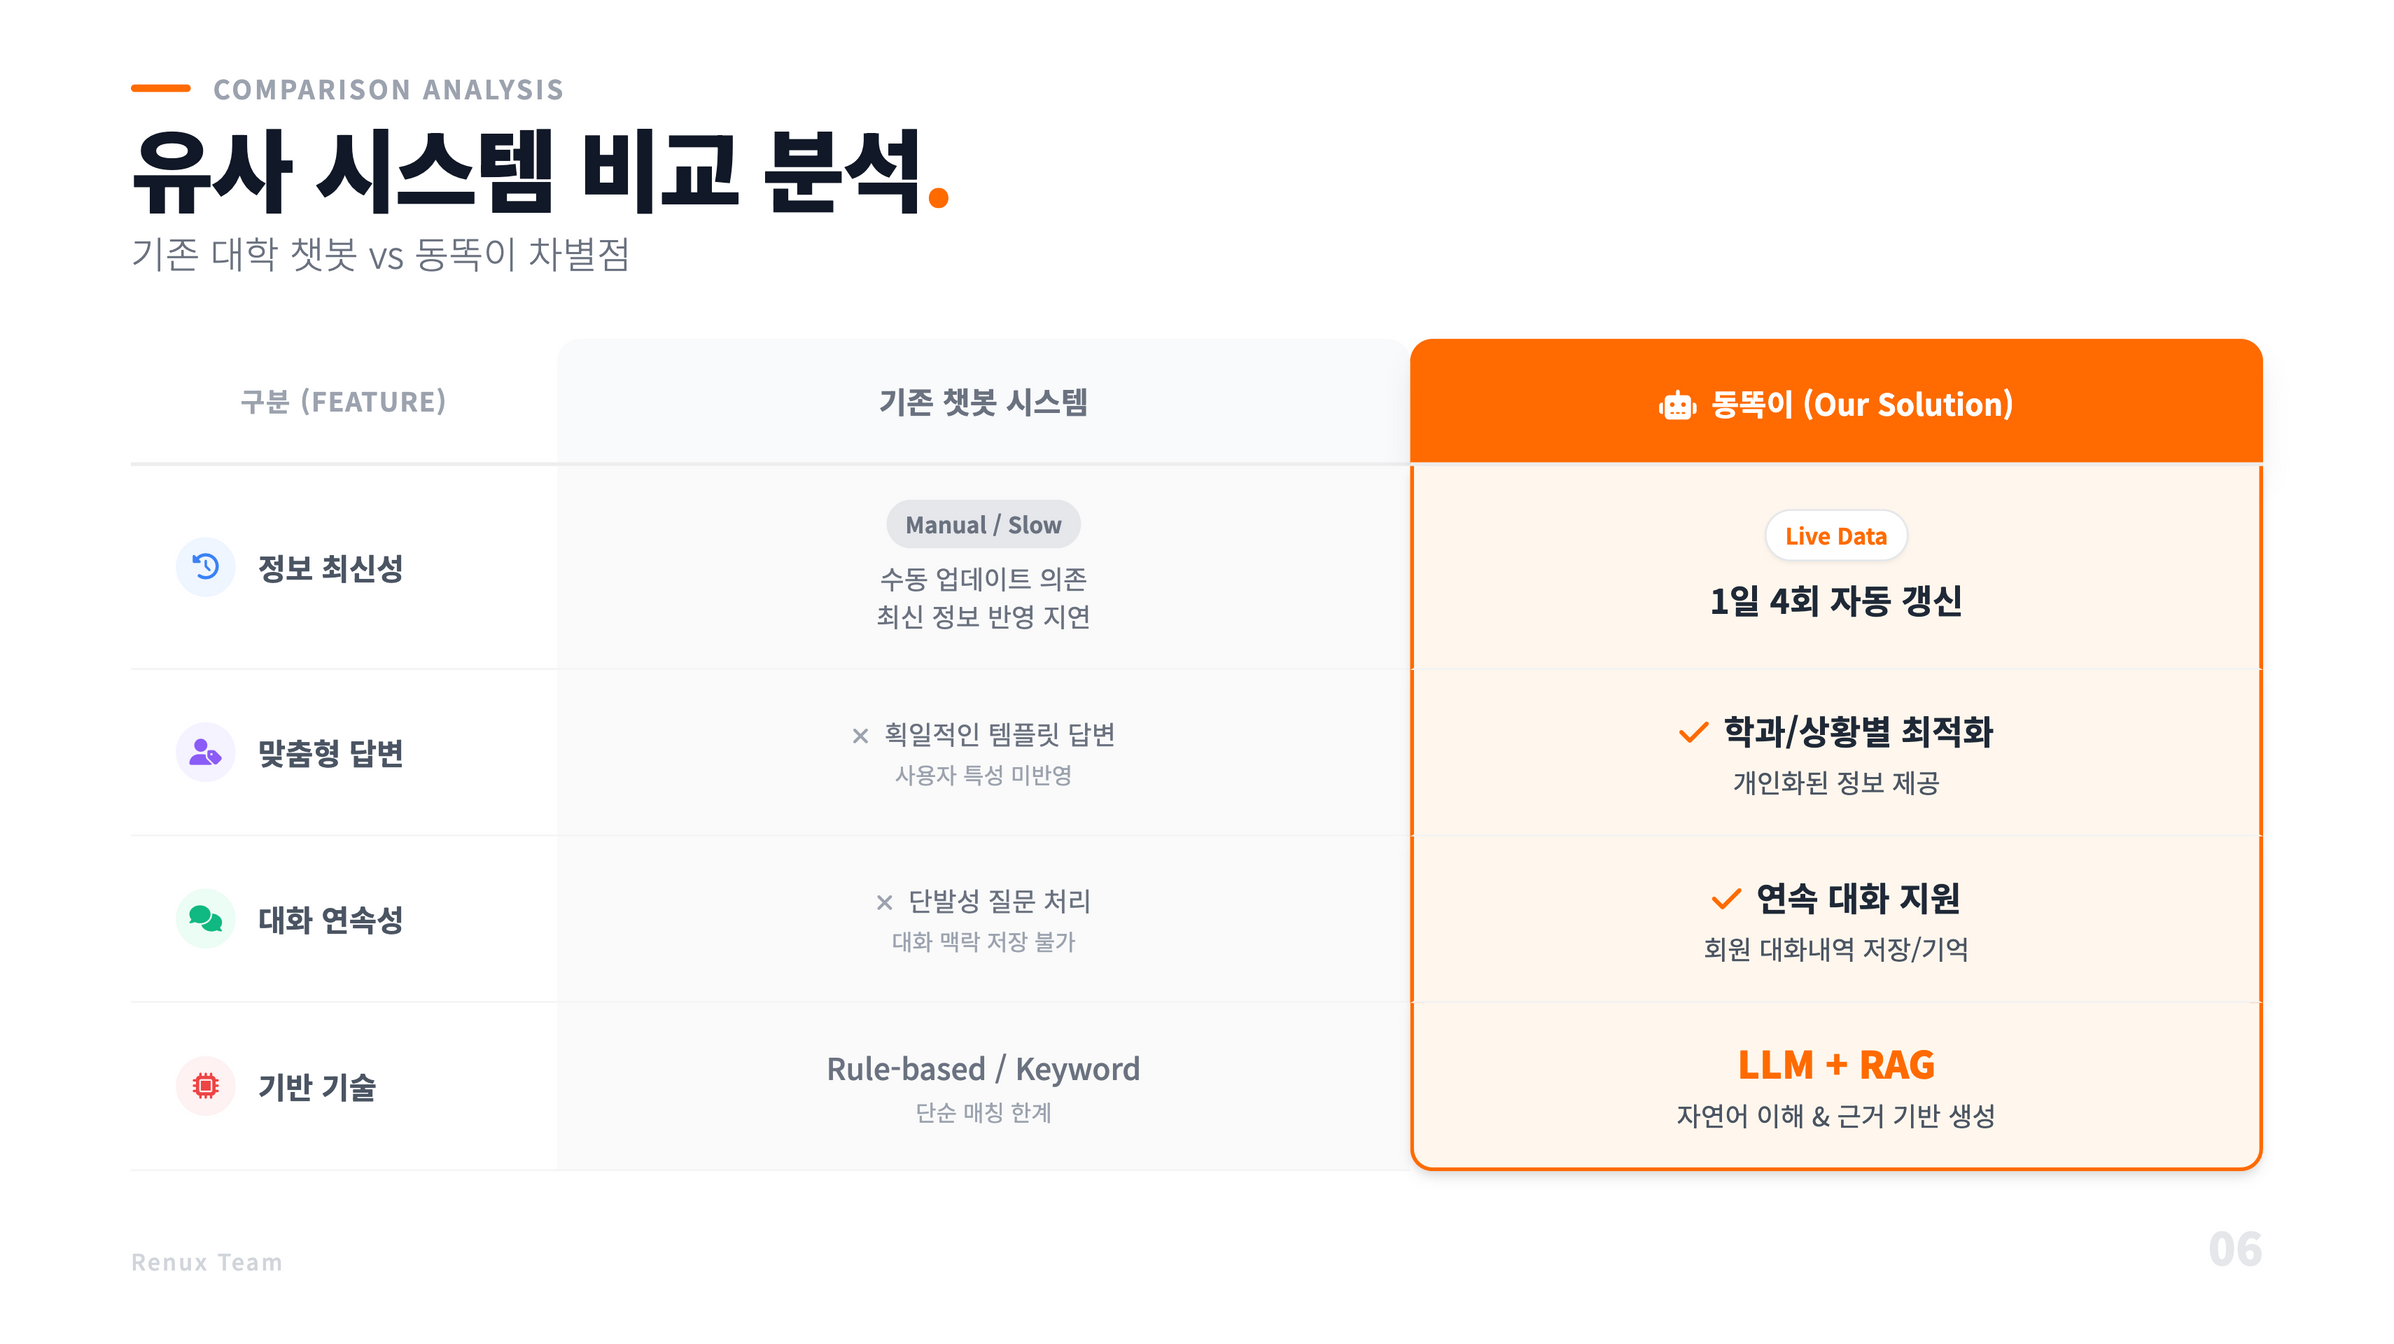 COMPARISON ANALYSIS
유사 시스템 비교 분석.
기존 대학 챗봇 vs 동똑이 차별점
구분 (FEATURE)
기존 챗봇 시스템
동똑이 (Our Solution)
정보 최신성
Manual / Slow
수동 업데이트 의존
최신 정보 반영 지연
Live Data
1일 4회 자동 갱신
맞춤형 답변
× 획일적인 템플릿 답변
사용자 특성 미반영
✓ 학과/상황별 최적화
개인화된 정보 제공
대화 연속성
× 단발성 질문 처리
대화 맥락 저장 불가
✓ 연속 대화 지원
회원 대화내역 저장/기억
기반 기술
Rule-based / Keyword
단순 매칭 한계
LLM + RAG
자연어 이해 & 근거 기반 생성
Renux Team
06